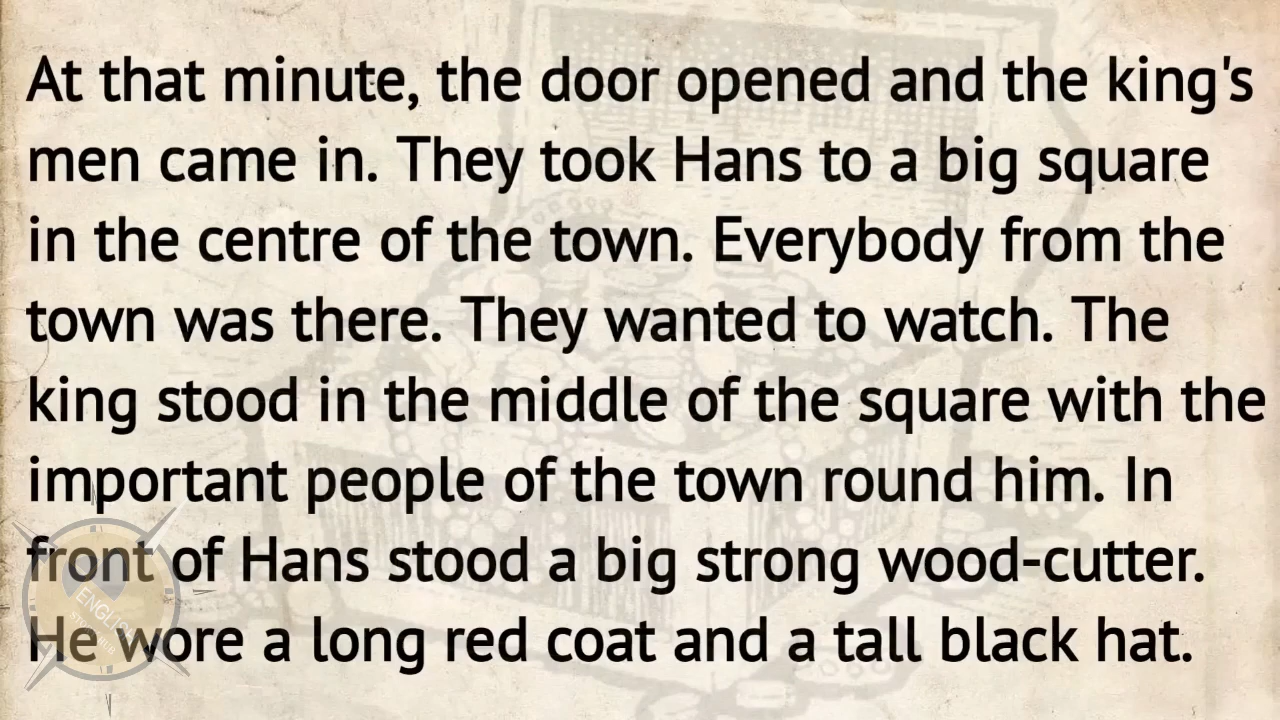 At that minute, the door opened and the king's
men came in. They took Hans to a big square
in the centre of the town. Everybody from the
town was there. They wanted to watch. The
king stood in the middle of the square with the
important people of the town round him. In
front of Hans stood a big strong wood-cutter.
He wore a long red coat and a tall black hat.
ENGLISH